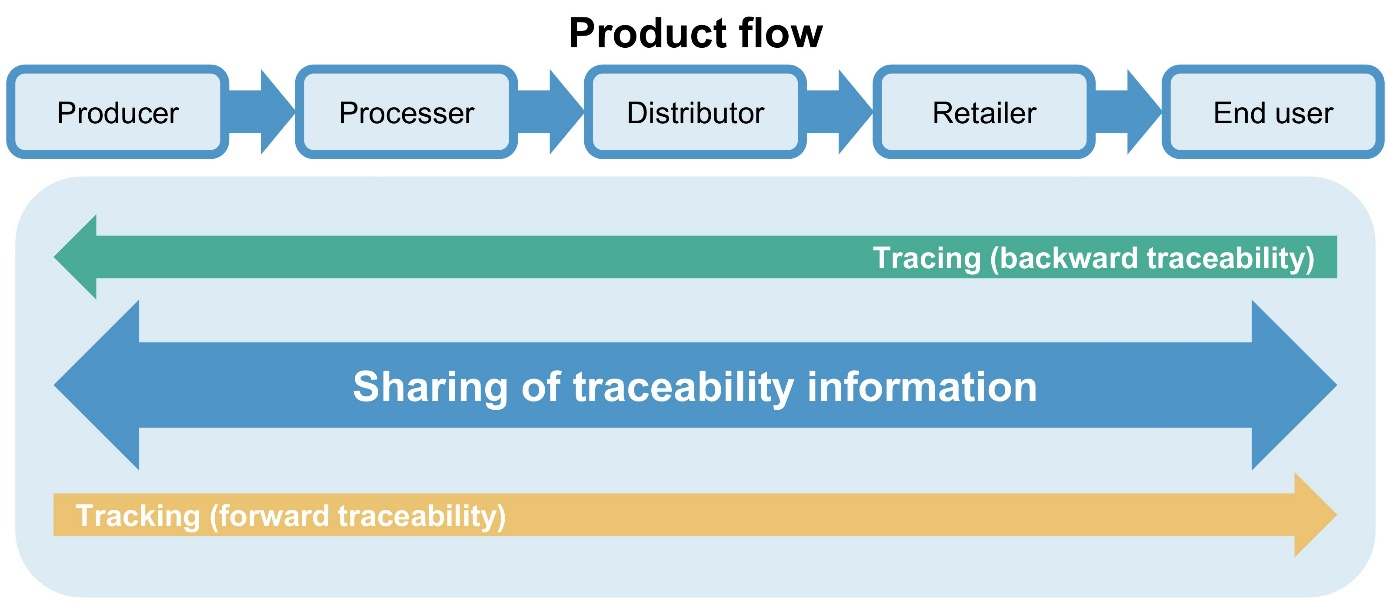 Product flow
Producer
Processer
Distributor
Retailer
End user
Tracing (backward traceability)
Sharing of traceability information
Tracking (forward traceability)